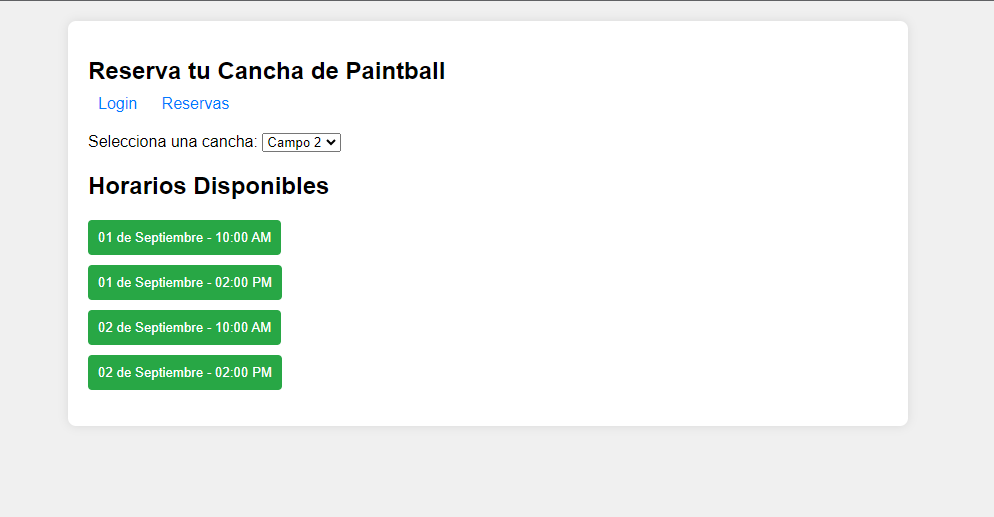 Reserva tu Cancha de Paintball
Login Reservas
Selecciona una cancha: Campo 2
Horarios Disponibles
01 de Septiembre - 10:00 AM
01 de Septiembre - 02:00 PM
02 de Septiembre - 10:00 AM
02 de Septiembre - 02:00 PM